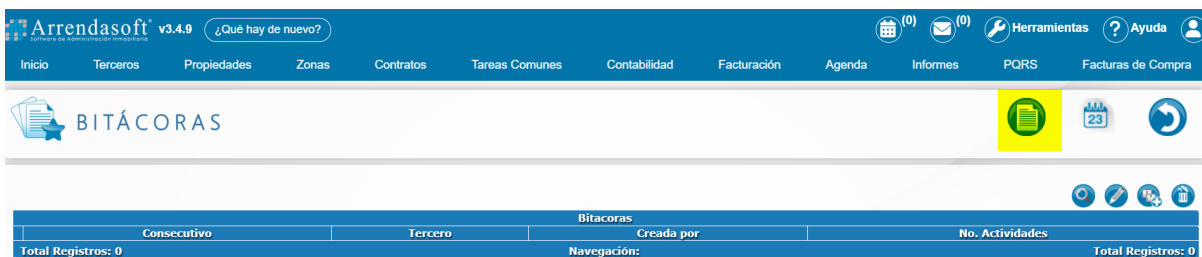 Arrendasoft® v3.4.9 ¿Qué hay de nuevo? (0) (0) Herramientas ? Ayuda
Software de Administración Inmobiliaria
Inicio Terceros Propiedades Zonas Contratos Tareas Comunes Contabilidad Facturación Agenda Informes PQRS Facturas de Compra
BITÁCORAS 23
Bitacoras
Consecutivo Tercero Creada por No. Actividades
Total Registros: 0 Navegación: Total Registros: 0